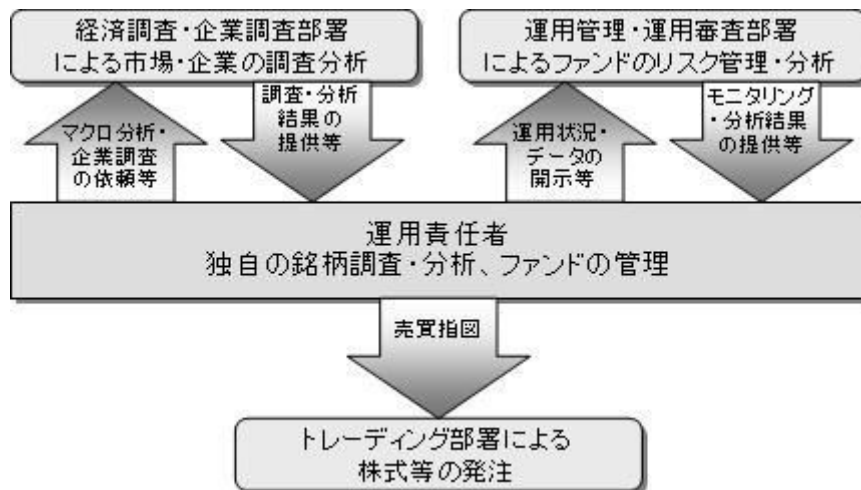 経済調査・企業調査部署
による市場・企業の調査分析
運用管理・運用審査部署
によるファンドのリスク管理・分析
マクロ分析・
企業調査
の依頼等
調査・分析
結果の
提供等
運用状況・
データの
開示等
モニタリング
・分析結果
の提供等
運用責任者
独自の銘柄調査・分析、ファンドの管理
売買指図
トレーディング部署による
株式等の発注